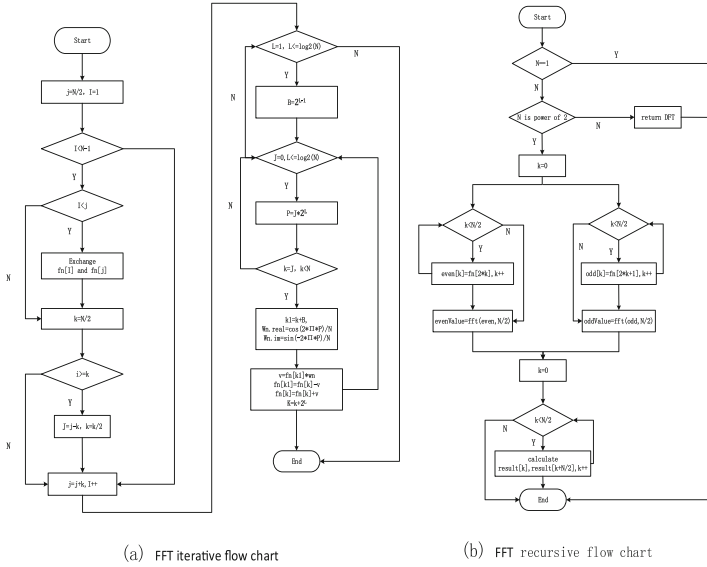 Start
j=N/2, I=1
I<N-1
Y
I<j
Y
Exchange
fn[I] and fn[j]
N
k=N/2
i>=k
Y
J=j-k, k=k/2
N
j=j+k,I++
L=1, L<=log2(N)
N
Y
B=2^L-1
N
J=0,L<=log2(N)
N
P=J*2^L
k=J, k<N
Y
k1=k+B,
Wn.real=cos(2*Π*P)/N
Wn.im=sin(-2*Π*P)/N
v=fn[k1]*wn
fn[k1]=fn[k]-v
fn[k]=fn[k]+v
K=k+2^L
End
(a) FFT iterative flow chart
Start
N==1
Y
N
N is power of 2
N
return DFT
Y
k=0
k<N/2
N
Y
even[k]=fn[2*k],k++
evenValue=fft(even,N/2)
k<N/2
N
Y
odd[k]=fn[2*k+1],k++
oddValue=fft(odd,N/2)
k=0
k<N/2
N
Y
calculate
result[k],result[k+N/2],k++
End
(b) FFT recursive flow chart